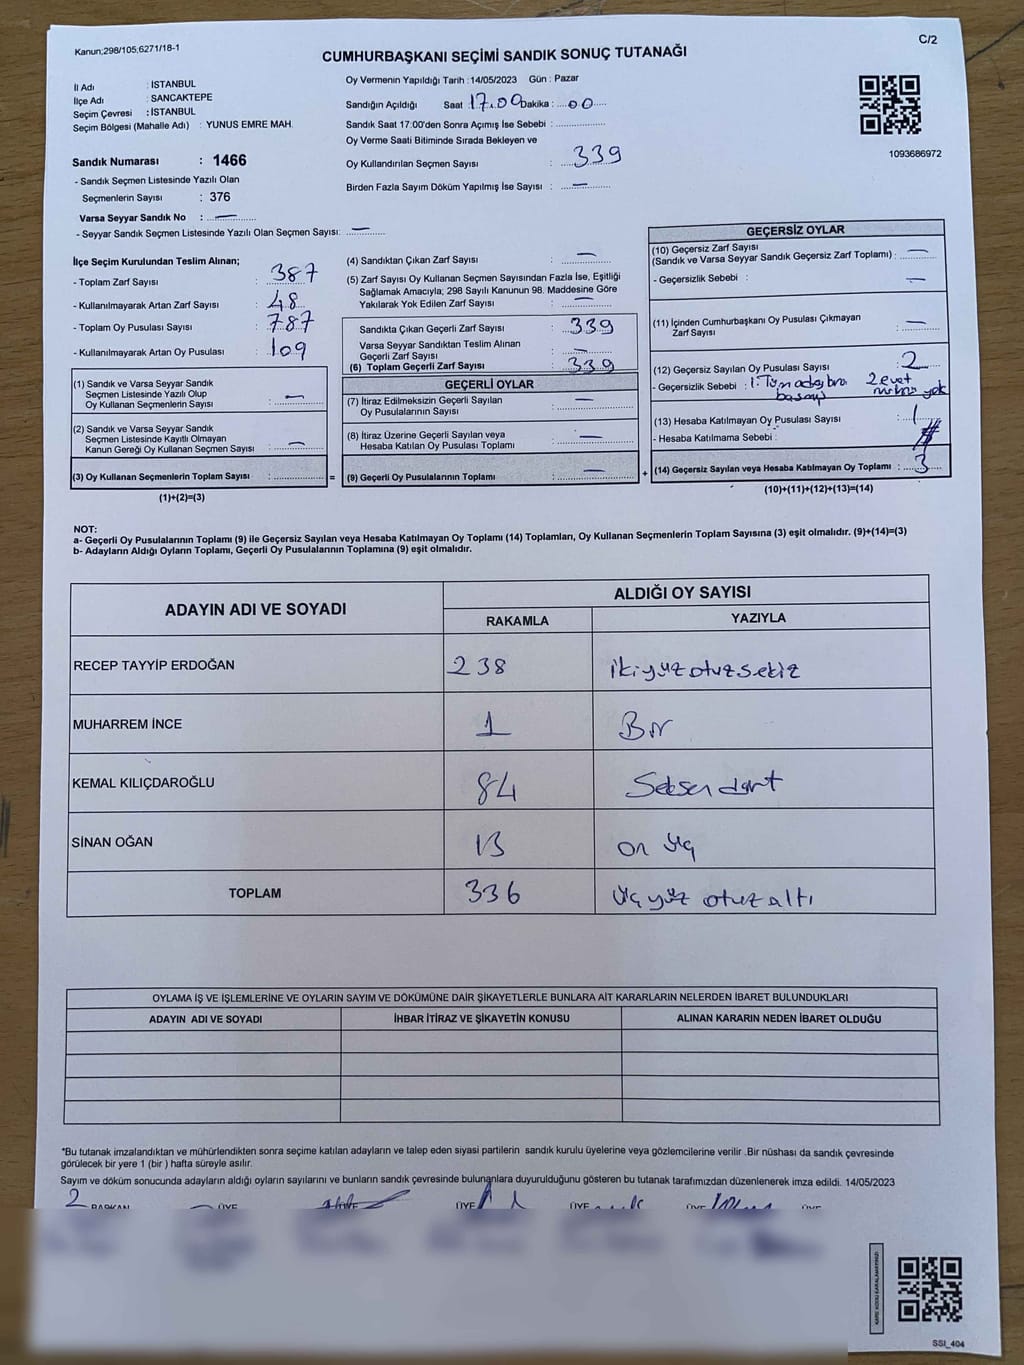 Kanun;298/105;6271/18-1
C/2
CUMHURBAŞKANI SEÇİMİ SANDIK SONUÇ TUTANAĞI
İl Adı : İSTANBUL
İlçe Adı : SANCAKTEPE
Seçim Çevresi : İSTANBUL
Seçim Bölgesi (Mahalle Adı) : YUNUS EMRE MAH.
Oy Vermenin Yapıldığı Tarih :14/05/2023 Gün : Pazar
Sandığın Açıldığı Saat :17.00 Dakika : 00
Sandık Saat 17:00'den Sonra Açımış İse Sebebi :
Oy Verme Saati Bitiminde Sırada Bekleyen ve
Oy Kullandırılan Seçmen Sayısı : 339
Birden Fazla Sayım Döküm Yapılmış İse Sayısı : —
1093686972
Sandık Numarası : 1466
- Sandık Seçmen Listesinde Yazılı Olan
Seçmenlerin Sayısı : 376
Varsa Seyyar Sandık No : —
- Seyyar Sandık Seçmen Listesinde Yazılı Olan Seçmen Sayısı: —
İlçe Seçim Kurulundan Teslim Alınan;
- Toplam Zarf Sayısı : 387
- Kullanılmayarak Artan Zarf Sayısı : 48
- Toplam Oy Pusulası Sayısı : 787
- Kullanılmayarak Artan Oy Pusulası : 109
(1) Sandık ve Varsa Seyyar Sandık
Seçmen Listesinde Yazılı Olup
Oy Kullanan Seçmenlerin Sayısı : —
(2) Sandık ve Varsa Seyyar Sandık
Seçmen Listesinde Kayıtlı Olmayan
Kanun Gereği Oy Kullanan Seçmen Sayısı : —
(3) Oy Kullanan Seçmenlerin Toplam Sayısı : =
(1)+(2)=(3)
(4) Sandıktan Çıkan Zarf Sayısı : —
(5) Zarf Sayısı Oy Kullanan Seçmen Sayısından Fazla İse, Eşitliği
Sağlamak Amacıyla; 298 Sayılı Kanunun 98. Maddesine Göre
Yakılarak Yok Edilen Zarf Sayısı : —
Sandıkta Çıkan Geçerli Zarf Sayısı : 339
Varsa Seyyar Sandıktan Teslim Alınan
Geçerli Zarf Sayısı : —
(6) Toplam Geçerli Zarf Sayısı : 339
GEÇERLİ OYLAR
(7) İtiraz Edilmeksizin Geçerli Sayılan
Oy Pusulalarının Sayısı : —
(8) İtiraz Üzerine Geçerli Sayılan veya
Hesaba Katılan Oy Pusulası Toplamı : —
(9) Geçerli Oy Pusulalarının Toplamı : — +
GEÇERSİZ OYLAR
(10) Geçersiz Zarf Sayısı
(Sandık ve Varsa Seyyar Sandık Geçersiz Zarf Toplamı) : —
- Geçersizlik Sebebi : —
(11) İçinden Cumhurbaşkanı Oy Pusulası Çıkmayan
Zarf Sayısı : —
(12) Geçersiz Sayılan Oy Pusulası Sayısı : 2
- Geçersizlik Sebebi : 1. Tüm 2 evet
yok
(13) Hesaba Katılmayan Oy Pusulası Sayısı : 1
- Hesaba Katılmama Sebebi :
(14) Geçersiz Sayılan veya Hesaba Katılmayan Oy Toplamı : 3
(10)+(11)+(12)+(13)=(14)
NOT:
a- Geçerli Oy Pusulalarının Toplamı (9) ile Geçersiz Sayılan veya Hesaba Katılmayan Oy Toplamı (14) Toplamları, Oy Kullanan Seçmenlerin Toplam Sayısına (3) eşit olmalıdır. (9)+(14)=(3)
b- Adayların Aldığı Oyların Toplamı, Geçerli Oy Pusulalarının Toplamına (9) eşit olmalıdır.
ADAYIN ADI VE SOYADI ALDIĞI OY SAYISI
RAKAMLA YAZIYLA
RECEP TAYYİP ERDOĞAN 238 ikiyüzotuzsekiz
MUHARREM İNCE 1 Bir
KEMAL KILIÇDAROĞLU 84 Seksen dört
SİNAN OĞAN 13 on üç
TOPLAM 336 üçyüz otuz altı
OYLAMA İŞ VE İŞLEMLERİNE VE OYLARIN SAYIM VE DÖKÜMÜNE DAİR ŞİKAYETLERLE BUNLARA AİT KARARLARIN NELERDEN İBARET BULUNDUKLARI
ADAYIN ADI VE SOYADI İHBAR İTİRAZ VE ŞİKAYETİN KONUSU ALINAN KARARIN NEDEN İBARET OLDUĞU
*Bu tutanak imzalandıktan ve mühürlendikten sonra seçime katılan adayların ve talep eden siyasi partilerin sandık kurulu üyelerine veya gözlemcilerine verilir .Bir nüshası da sandık çevresinde
görülecek bir yere 1 (bir ) hafta süreyle asılır.
Sayım ve döküm sonucunda adayların aldığı oyların sayılarını ve bunların sandık çevresinde bulunanlara duyurulduğunu gösteren bu tutanak tarafımızdan düzenlenerek imza edildi. 14/05/2023
BAŞKAN ÜYE ÜYE ÜYE ÜYE ÜYE
SSI_404